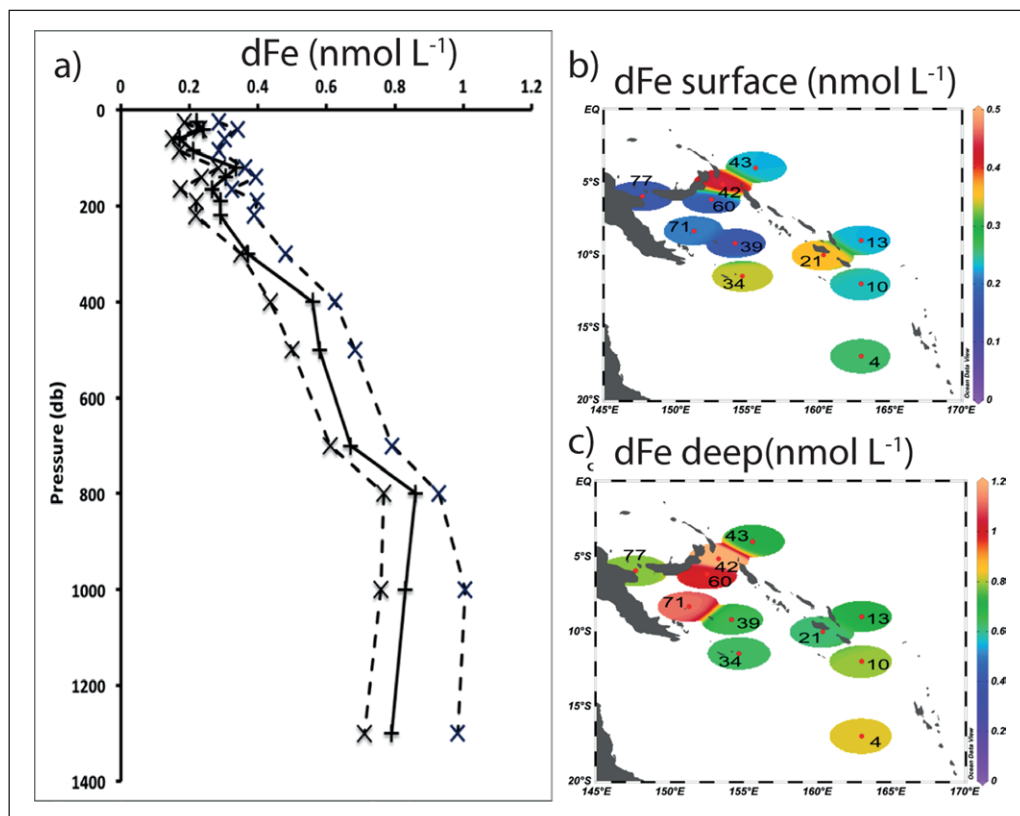 a)
dFe (nmol L-1)
0 0.2 0.4 0.6 0.8 1 1.2
0
200
400
600
800
1000
1200
1400
Pressure (db)
b)
dFe surface (nmol L-1)
EQ
5°S
10°S
15°S
20°S
145°E 150°E 155°E 160°E 165°E 170°E
43
77
42
60
71
39
13
21
34
10
4
0.5
0.4
0.3
0.2
0.1
0
Ocean Data View
c)
c
dFe deep(nmol L-1)
EQ
5°S
10°S
15°S
20°S
145°E 150°E 155°E 160°E 165°E 170°E
43
77
42
60
71
39
13
21
34
10
4
1.2
1
0.8
0.6
0.4
0.2
0
Ocean Data View